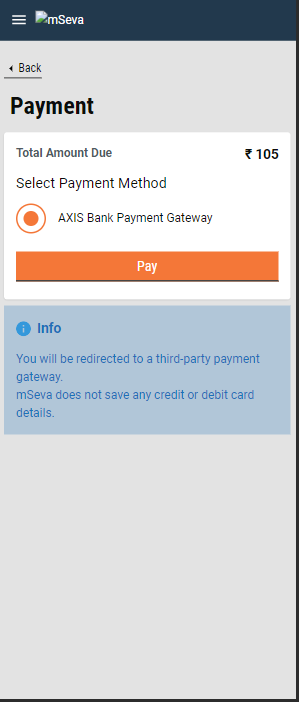 mSeva
Back
Payment
Total Amount Due ₹ 105
Select Payment Method
AXIS Bank Payment Gateway
Pay
i Info
You will be redirected to a third-party payment
gateway.
mSeva does not save any credit or debit card
details.